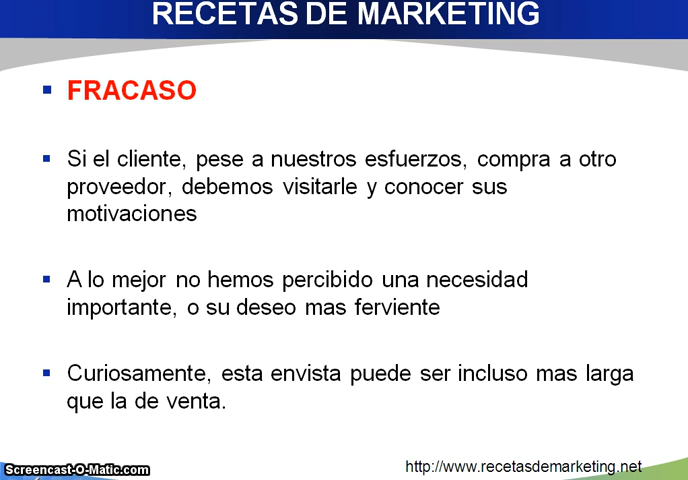 RECETAS DE MARKETING
FRACASO
Si el cliente, pese a nuestros esfuerzos, compra a otro
proveedor, debemos visitarle y conocer sus
motivaciones
A lo mejor no hemos percibido una necesidad
importante, o su deseo mas ferviente
Curiosamente, esta envista puede ser incluso mas larga
que la de venta.
Screencast-O-Matic.com
http://www.recetasdemarketing.net